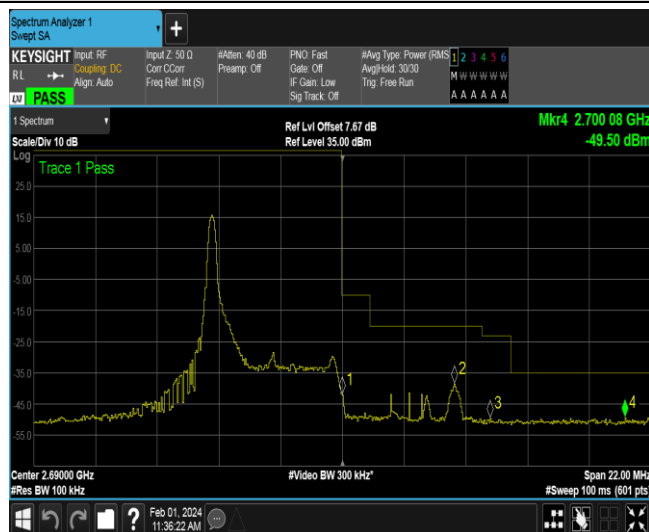 Spectrum Analyzer 1
Swept SA
+
KEYSIGHT Input: RF
RL Coupling: DC
Align: Auto
LXI PASS
Input Z: 50 Ω
Corr CCorr
Freq Ref: Int (S)
#Atten: 40 dB
Preamp: Off
PNO: Fast
Gate: Off
IF Gain: Low
Sig Track: Off
#Avg Type: Power (RMS
Avg|Hold: 30/30
Trig: Free Run
1 2 3 4 5 6
M W W W W W
A A A A A A
1 Spectrum
Scale/Div 10 dB
Ref Lvl Offset 7.67 dB
Ref Level 35.00 dBm
Mkr4 2.700 08 GHz
-49.50 dBm
Log
Trace 1 Pass
25.0
15.0
5.00
-5.00
-15.0
-25.0
-35.0
-45.0
-55.0
1
2
3
4
Center 2.69000 GHz
#Res BW 100 kHz
#Video BW 300 kHz*
Span 22.00 MHz
#Sweep 100 ms (601 pts)
?
Feb 01, 2024
11:36:22 AM